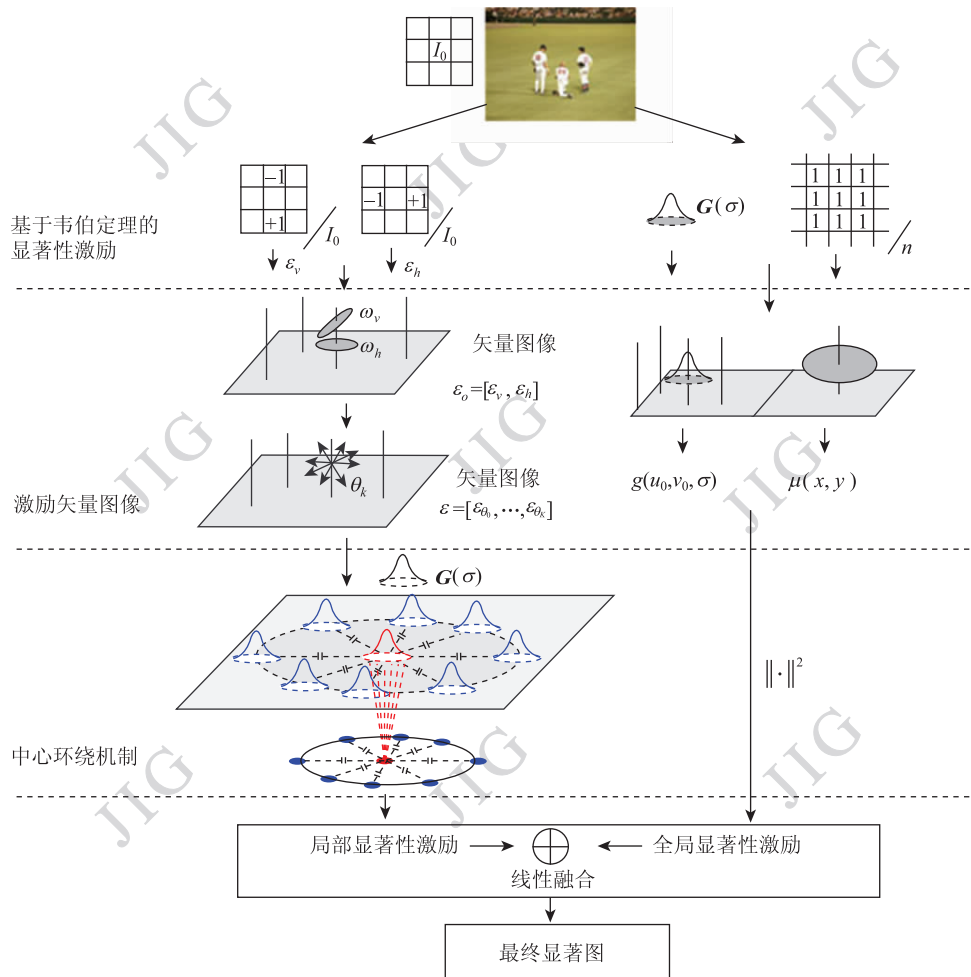 I₀
JIG
JIG
JIG
-1
+1
/I₀
-1 +1
/I₀
G(σ)
1 1 1
1 1 1
1 1 1
/n
基于韦伯定理的
显著性激励
εᵥ
εₕ
ωᵥ
ωₕ
矢量图像
ε₀=[εᵥ, εₕ]
JIG
JIG
JIG
θₖ
矢量图像
ε=[ε_θ₀,…,ε_θₖ]
g(u₀,v₀,σ)
μ(x, y)
激励矢量图像
G(σ)
‖·‖²
中心环绕机制
JIG
JIG
JIG
局部显著性激励
全局显著性激励
线性融合
最终显著图